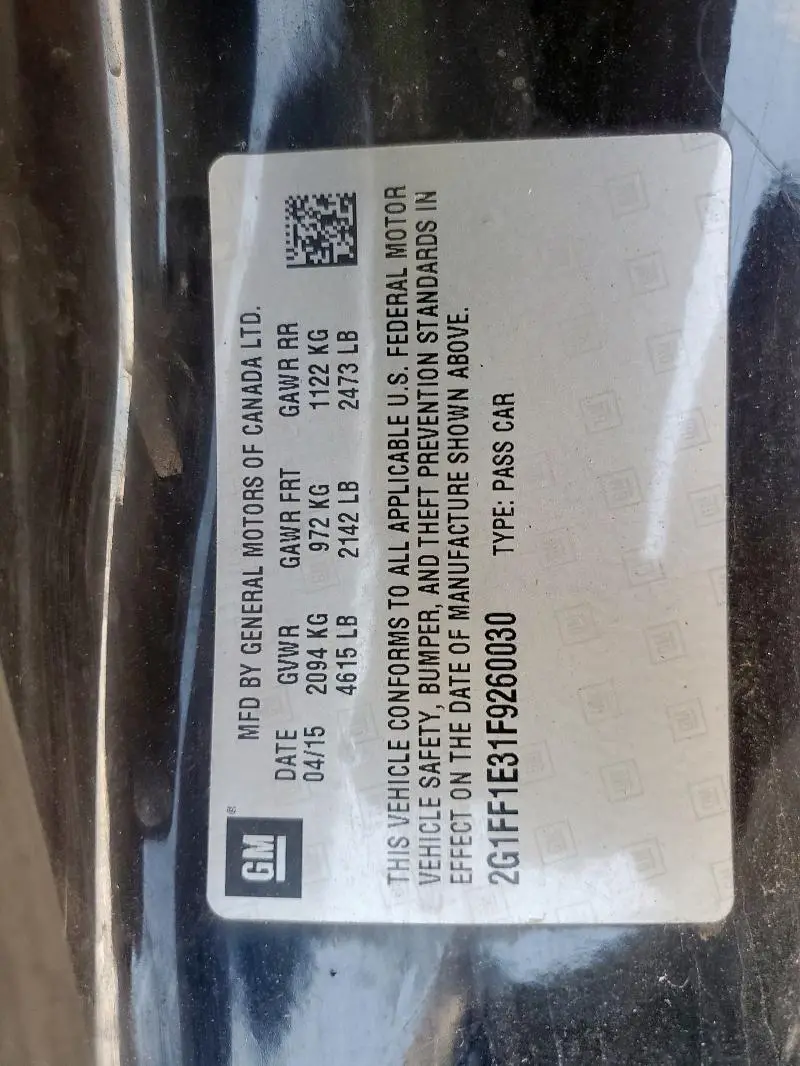 GM®
MFD BY GENERAL MOTORS OF CANADA LTD.
DATE GVWR GAWR FRT GAWR RR
04/15 2094 KG 972 KG 1122 KG
4615 LB 2142 LB 2473 LB
THIS VEHICLE CONFORMS TO ALL APPLICABLE U.S. FEDERAL MOTOR
VEHICLE SAFETY, BUMPER, AND THEFT PREVENTION STANDARDS IN
EFFECT ON THE DATE OF MANUFACTURE SHOWN ABOVE.
2G1FF1E31F9260030 TYPE: PASS CAR